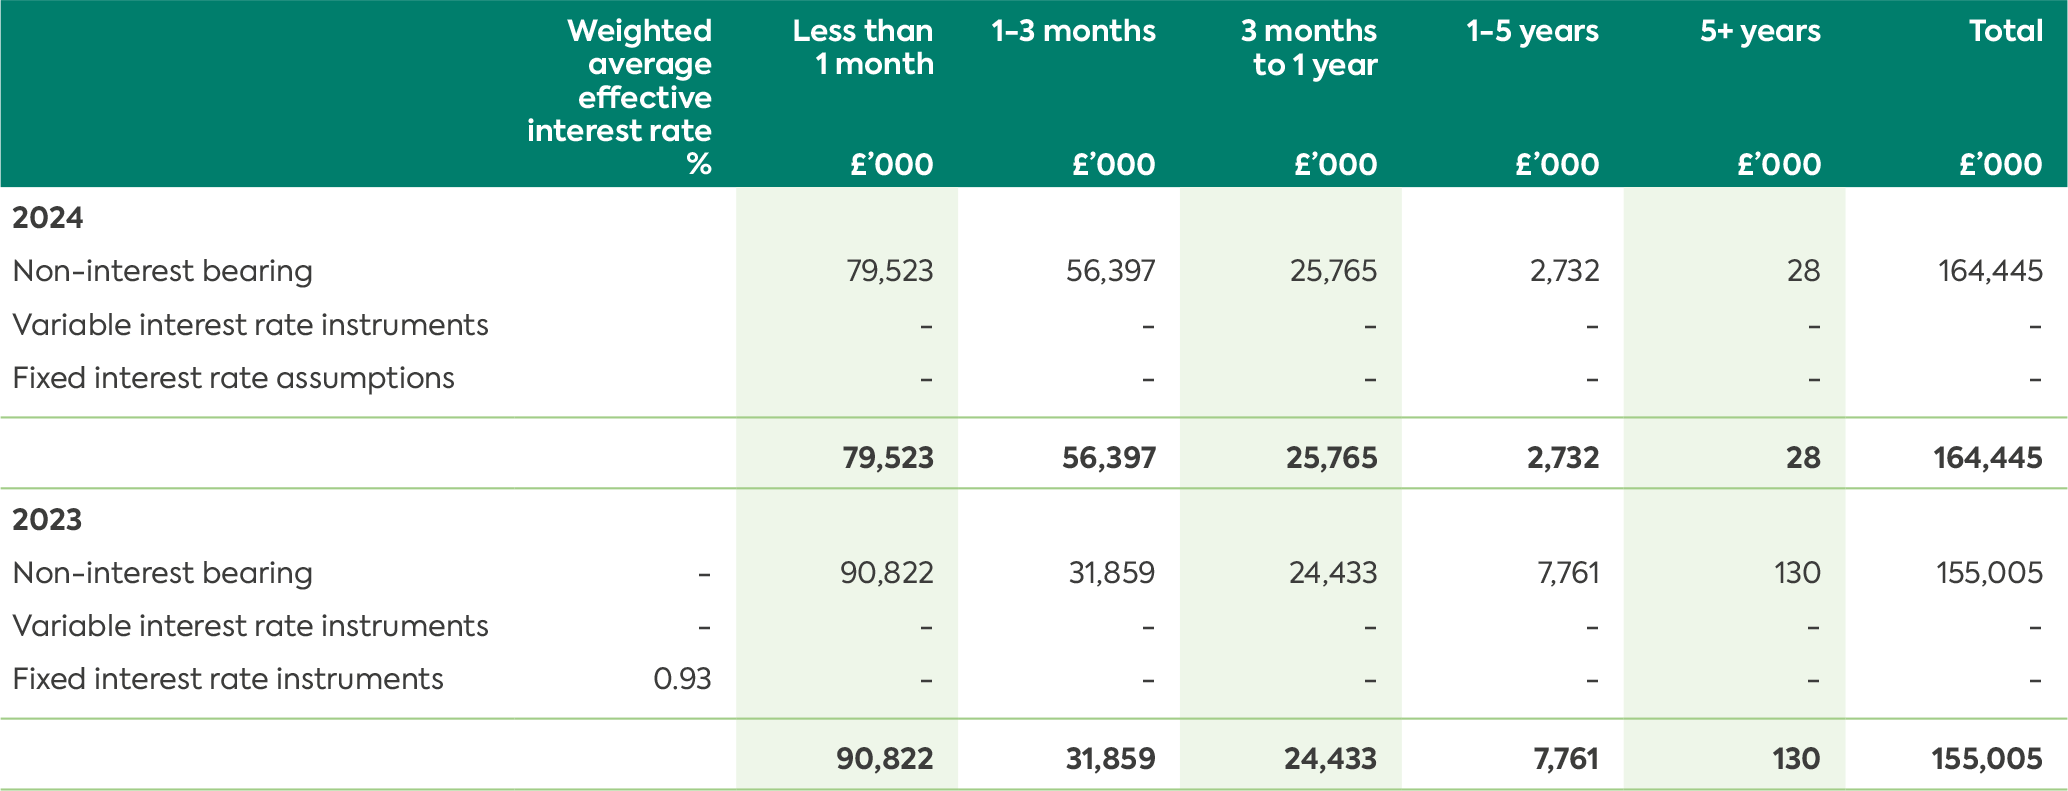 Weighted average effective interest rate % Less than 1 month £’000 1-3 months £’000 3 months to 1 year £’000 1-5 years £’000 5+ years £’000 Total £’000
2024
Non-interest bearing 79,523 56,397 25,765 2,732 28 164,445
Variable interest rate instruments - - - - - -
Fixed interest rate assumptions - - - - - -
79,523 56,397 25,765 2,732 28 164,445
2023
Non-interest bearing - 90,822 31,859 24,433 7,761 130 155,005
Variable interest rate instruments - - - - - - -
Fixed interest rate instruments 0.93 - - - - - -
90,822 31,859 24,433 7,761 130 155,005